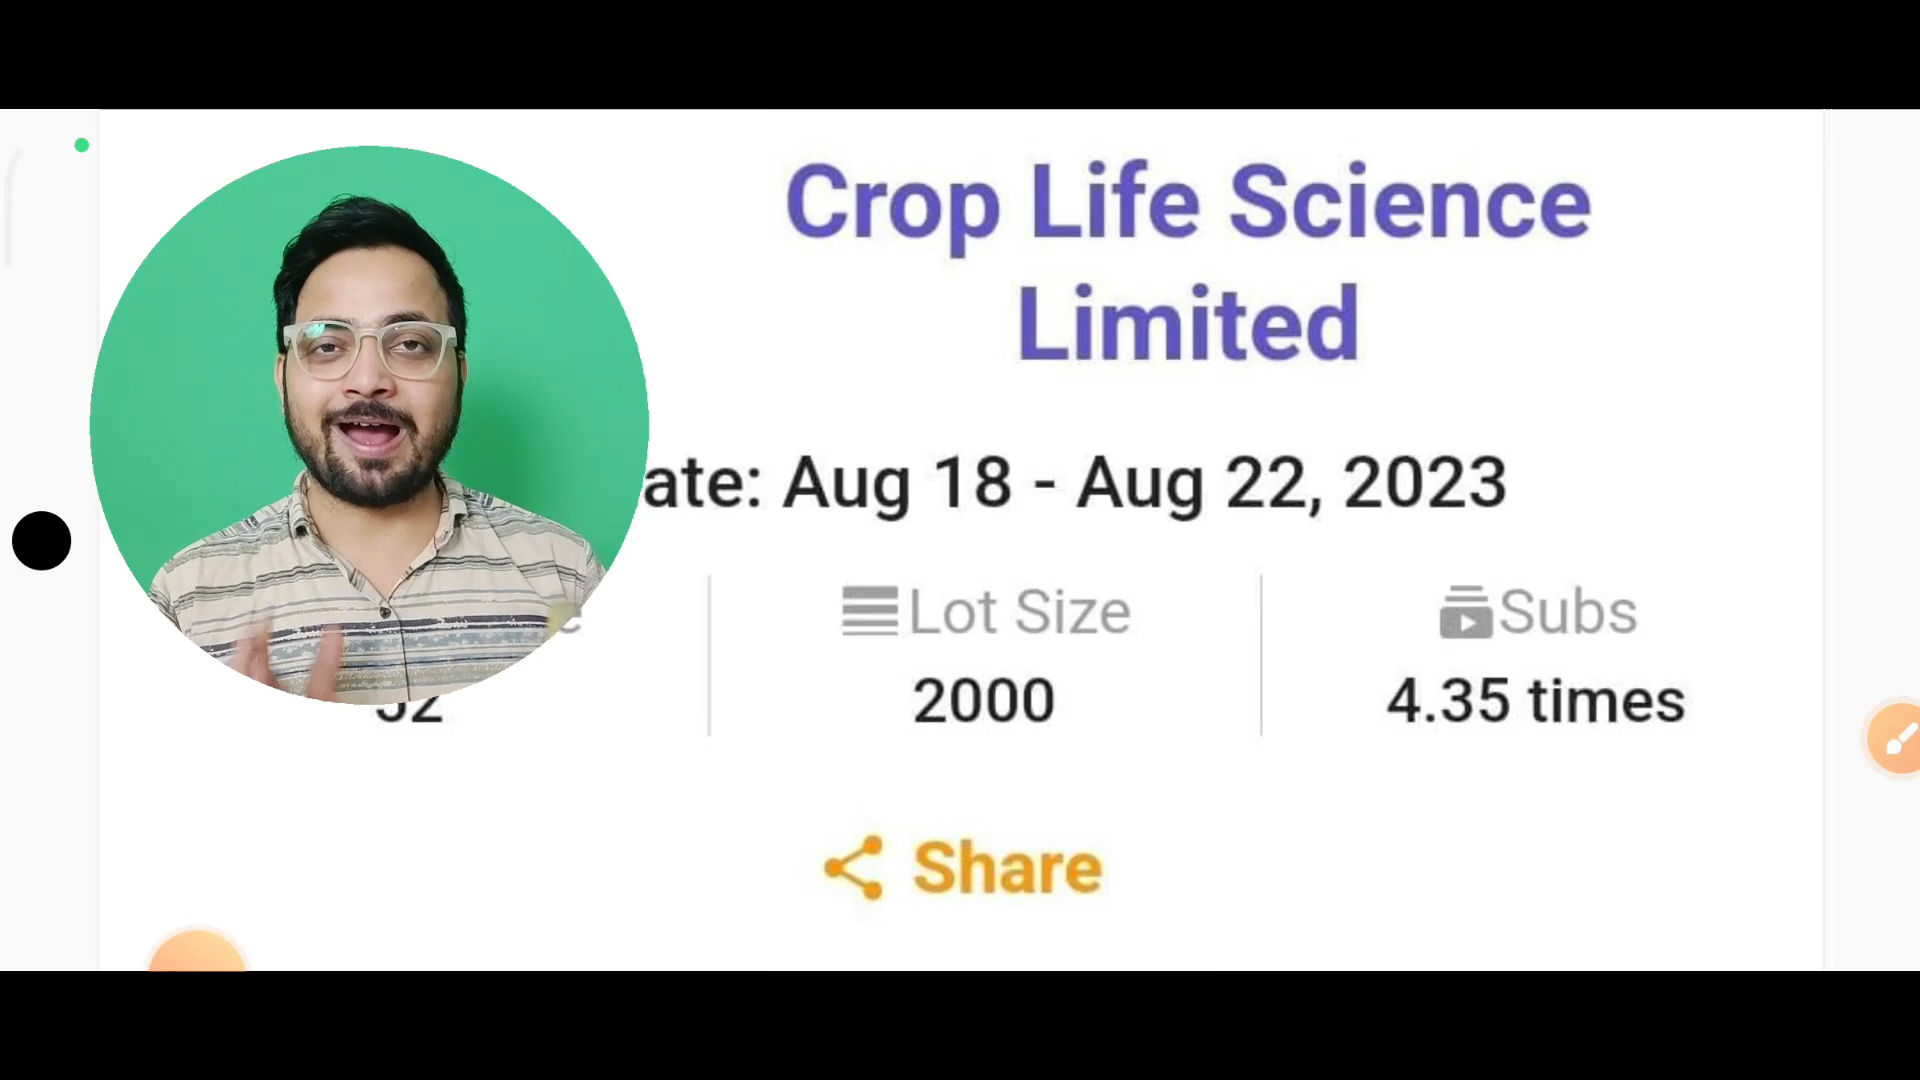 Crop Life Science
Limited
ate: Aug 18 - Aug 22, 2023
Lot Size
Subs
2000
4.35 times
Share